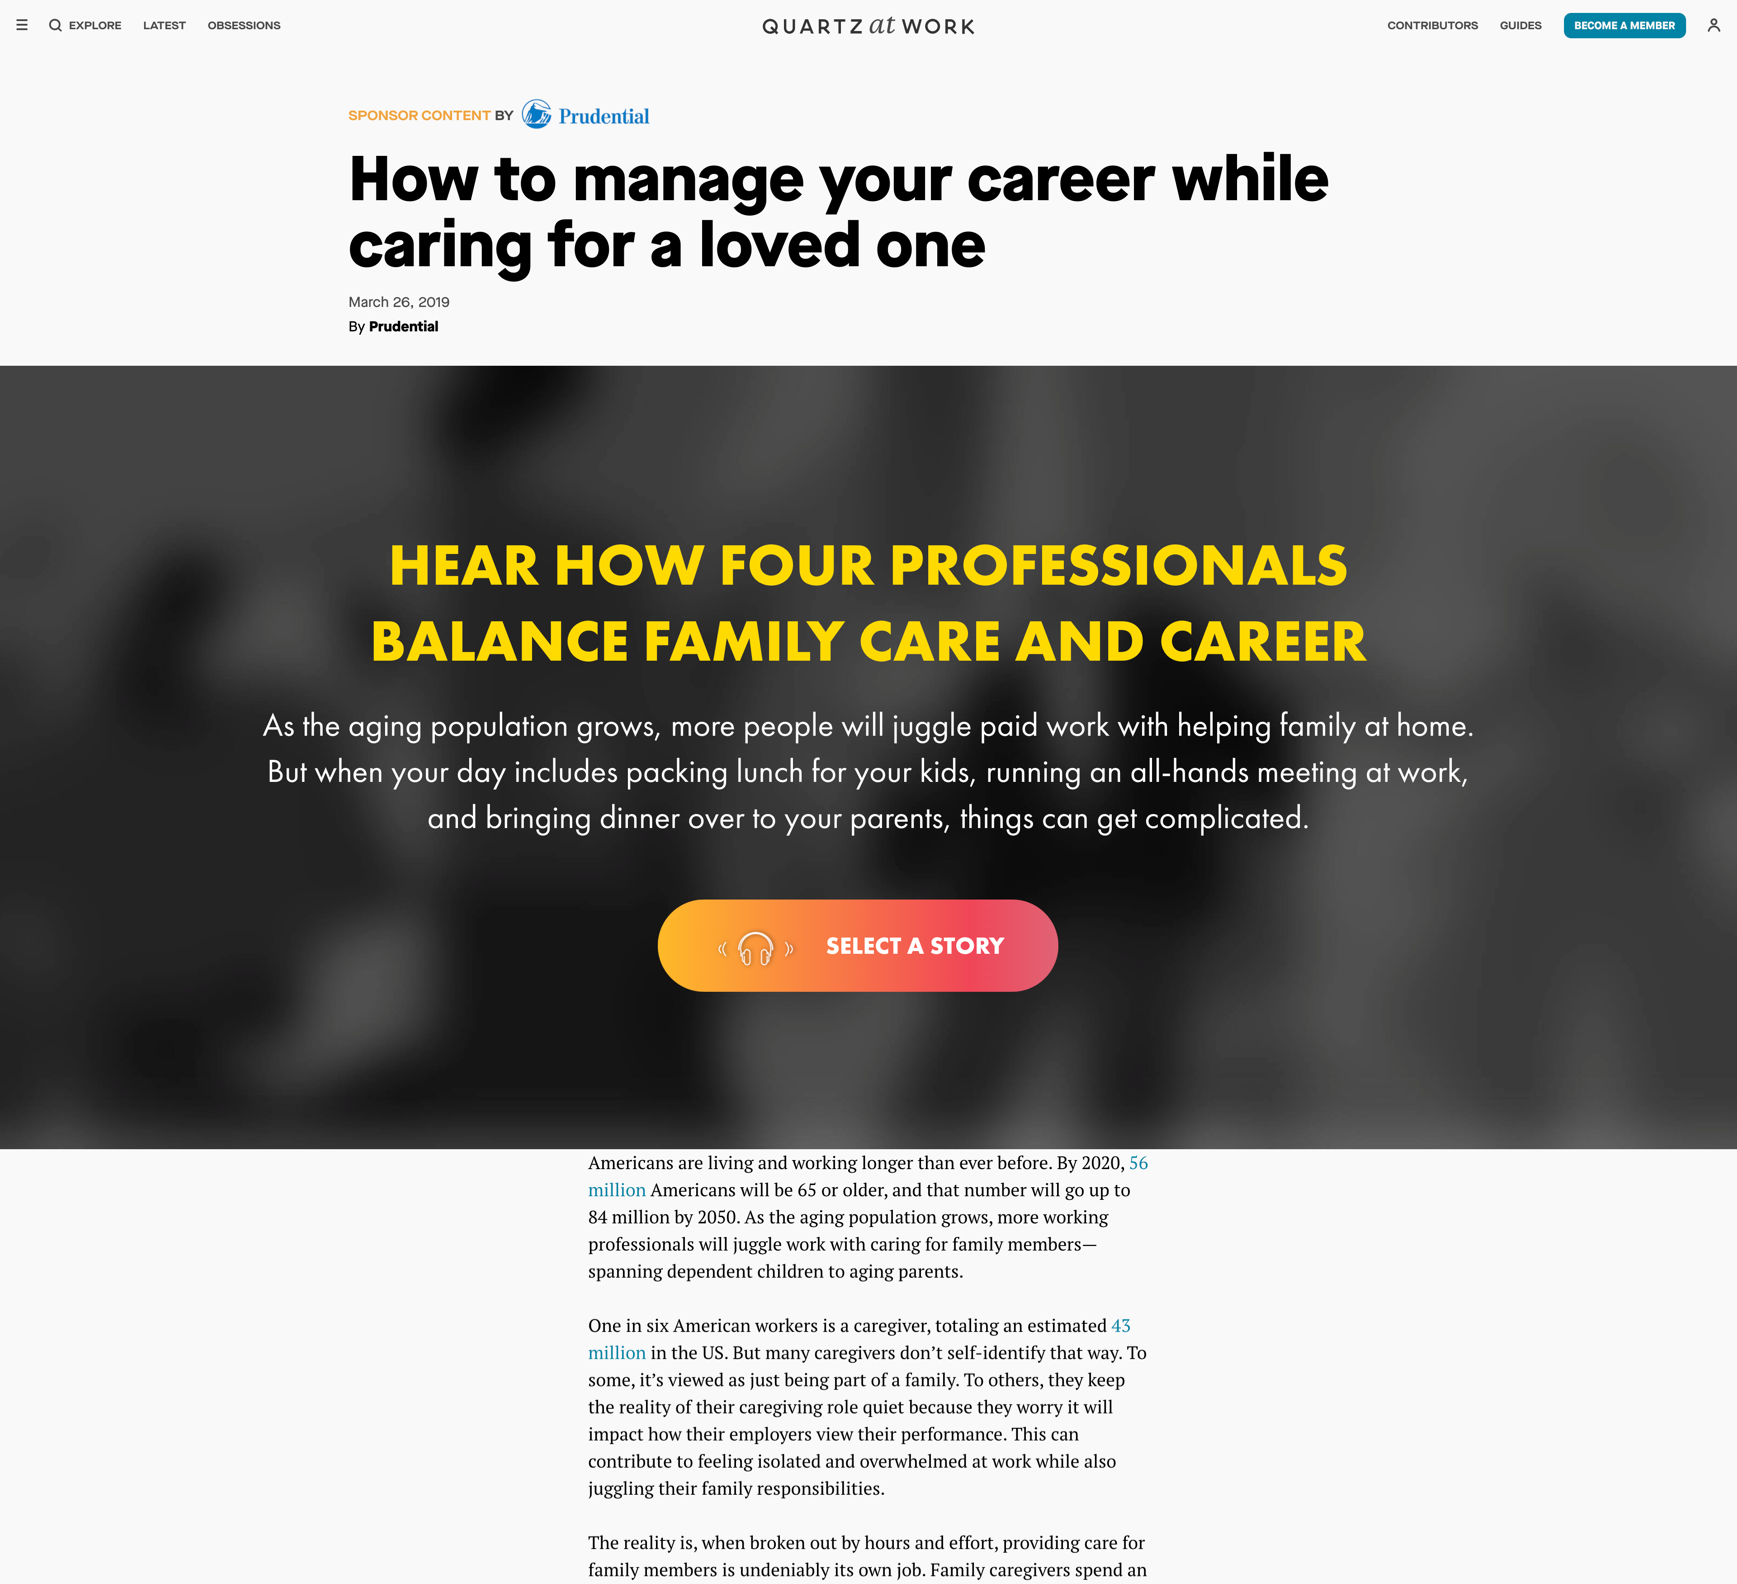 EXPLORE LATEST OBSESSIONS QUARTZ at WORK CONTRIBUTORS GUIDES BECOME A MEMBER
SPONSOR CONTENT BY Prudential
How to manage your career while
caring for a loved one
March 26, 2019
By Prudential
HEAR HOW FOUR PROFESSIONALS
BALANCE FAMILY CARE AND CAREER
As the aging population grows, more people will juggle paid work with helping family at home.
But when your day includes packing lunch for your kids, running an all-hands meeting at work,
and bringing dinner over to your parents, things can get complicated.
SELECT A STORY
Americans are living and working longer than ever before. By 2020, 56
million Americans will be 65 or older, and that number will go up to
84 million by 2050. As the aging population grows, more working
professionals will juggle work with caring for family members—
spanning dependent children to aging parents.
One in six American workers is a caregiver, totaling an estimated 43
million in the US. But many caregivers don’t self-identify that way. To
some, it’s viewed as just being part of a family. To others, they keep
the reality of their caregiving role quiet because they worry it will
impact how their employers view their performance. This can
contribute to feeling isolated and overwhelmed at work while also
juggling their family responsibilities.
The reality is, when broken out by hours and effort, providing care for
family members is undeniably its own job. Family caregivers spend an